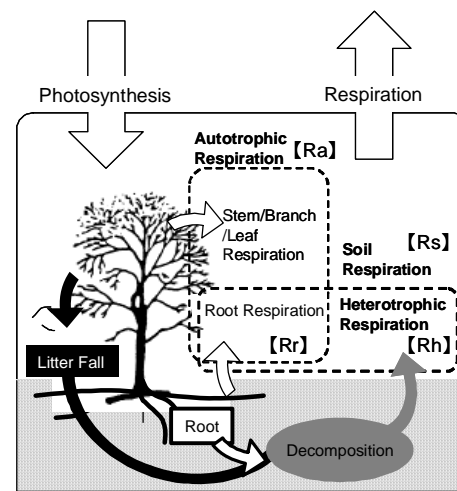 Photosynthesis
Respiration
Autotrophic
Respiration【Ra】
Stem/Branch
/Leaf
Respiration
Soil 【Rs】
Respiration
Root Respiration
【Rr】
Heterotrophic
Respiration
【Rh】
Litter Fall
Root
Decomposition